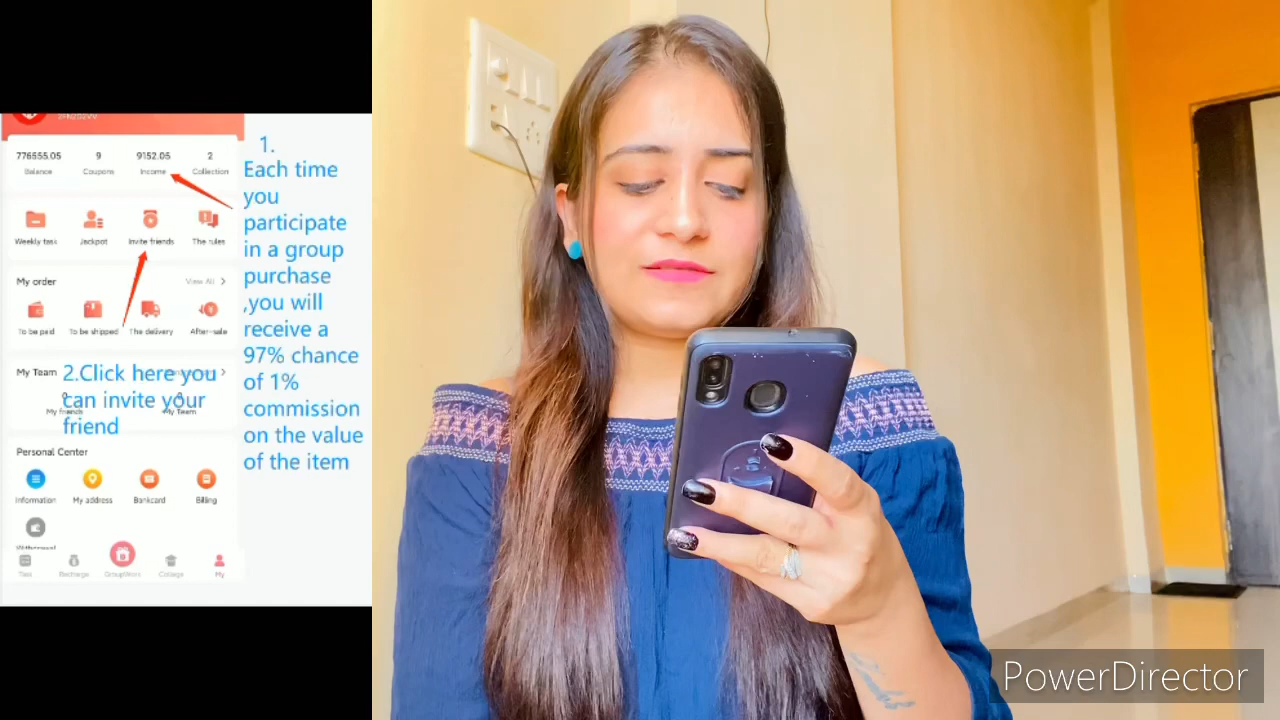 776555.05 9 9152.05 2
Balance Coupons Income Collection
Weekly task Jackpot Invite friends The rules
My order View All
To be paid To be shipped The delivery After-sale
My Team
My friends My Team
Personal Center
Information My address Bankcard Billing
Recharge College My
1.
Each time
you
participate
in a group
purchase
,you will
receive a
97% chance
of 1%
commission
on the value
of the item
2.Click here you
can invite your
friend
PowerDirector